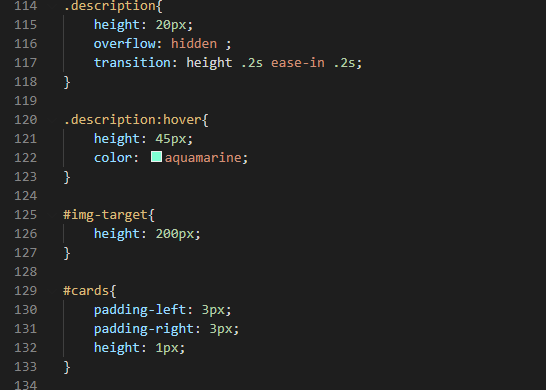 114 .description{
115 height: 20px;
116 overflow: hidden ;
117 transition: height .2s ease-in .2s;
118 }
119
120 .description:hover{
121 height: 45px;
122 color: aquamarine;
123 }
124
125 #img-target{
126 height: 200px;
127 }
128
129 #cards{
130 padding-left: 3px;
131 padding-right: 3px;
132 height: 1px;
133 }
134